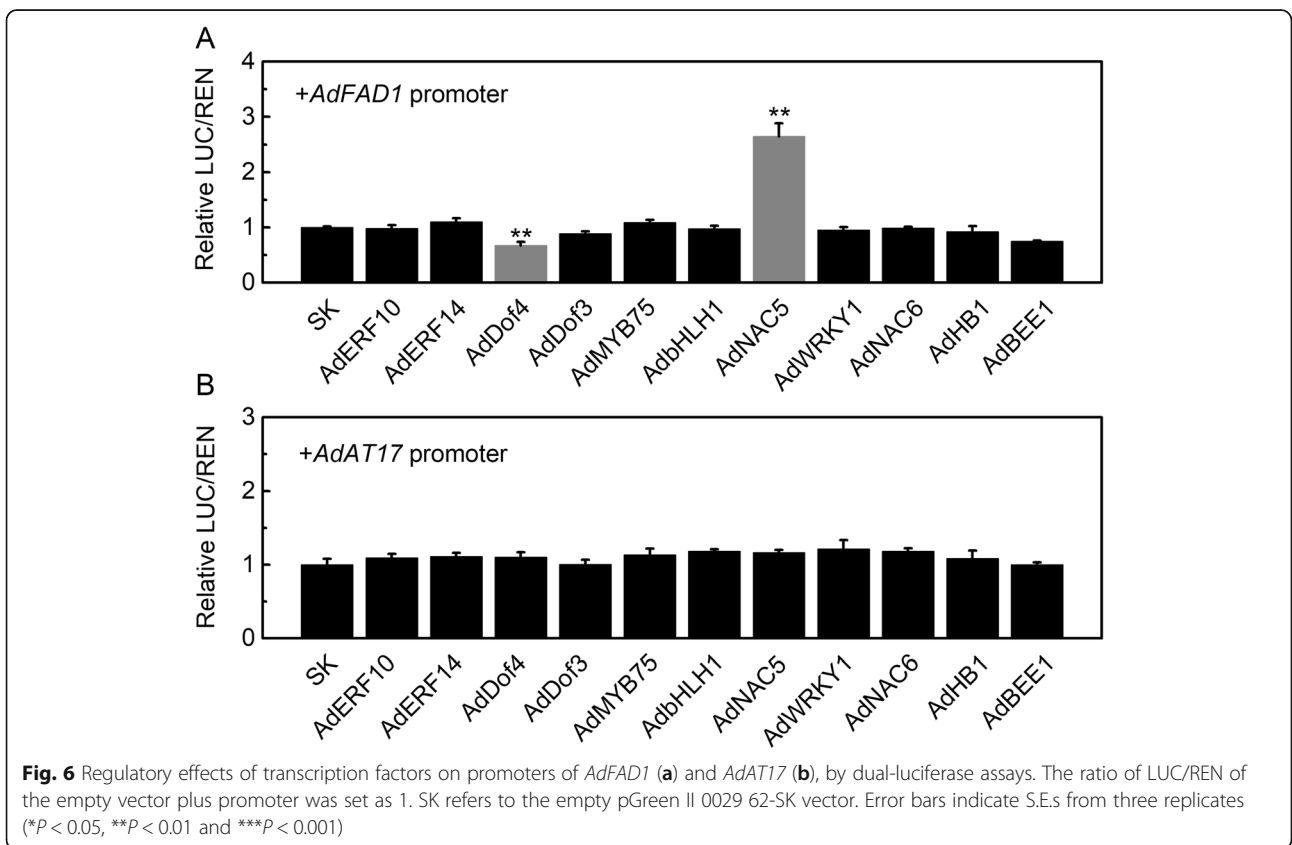 A
4
3
2
1
0
Relative LUC/REN
+AdFAD1 promoter
**
**
SK
AdERF10
AdERF14
AdDof4
AdDof3
AdMYB75
AdbHLH1
AdNAC5
AdWRKY1
AdNAC6
AdHB1
AdBEE1
B
3
2
1
0
Relative LUC/REN
+AdAT17 promoter
SK
AdERF10
AdERF14
AdDof4
AdDof3
AdMYB75
AdbHLH1
AdNAC5
AdWRKY1
AdNAC6
AdHB1
AdBEE1
Fig. 6 Regulatory effects of transcription factors on promoters of AdFAD1 (a) and AdAT17 (b), by dual-luciferase assays. The ratio of LUC/REN of
the empty vector plus promoter was set as 1. SK refers to the empty pGreen II 0029 62-SK vector. Error bars indicate S.E.s from three replicates
(*P < 0.05, **P < 0.01 and ***P < 0.001)